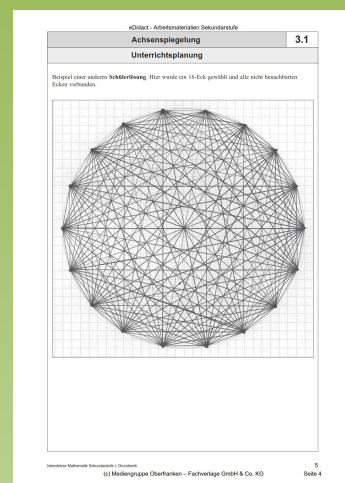 eDidact - Arbeitsmaterialien Sekundarstufe
Achsenspiegelung
3.1
Unterrichtsplanung
Beispiel einer anderen Schülerlösung. Hier wurde ein 18-Eck gewählt und alle nicht benachbarten
Ecken verbunden.
Ideenbörse Mathematik Sekundarstufe I, Grundwerk
5
(c) Mediengruppe Oberfranken – Fachverlage GmbH & Co. KG
Seite 4